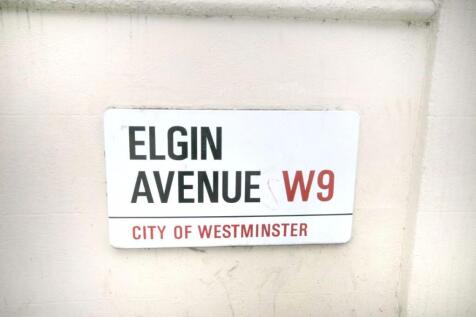 ELGIN
AVENUE W9
CITY OF WESTMINSTER